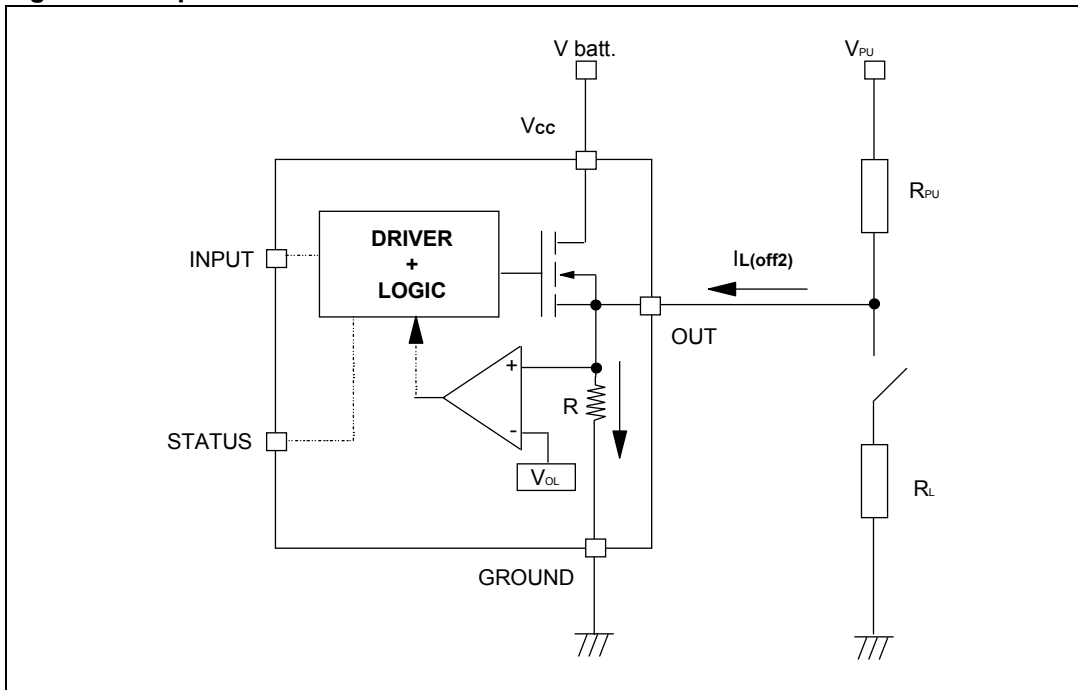 V batt.
VPU
VCC
RPU
DRIVER
+
LOGIC
INPUT
IL(off2)
OUT
+
R
-
STATUS
VOL
RL
GROUND